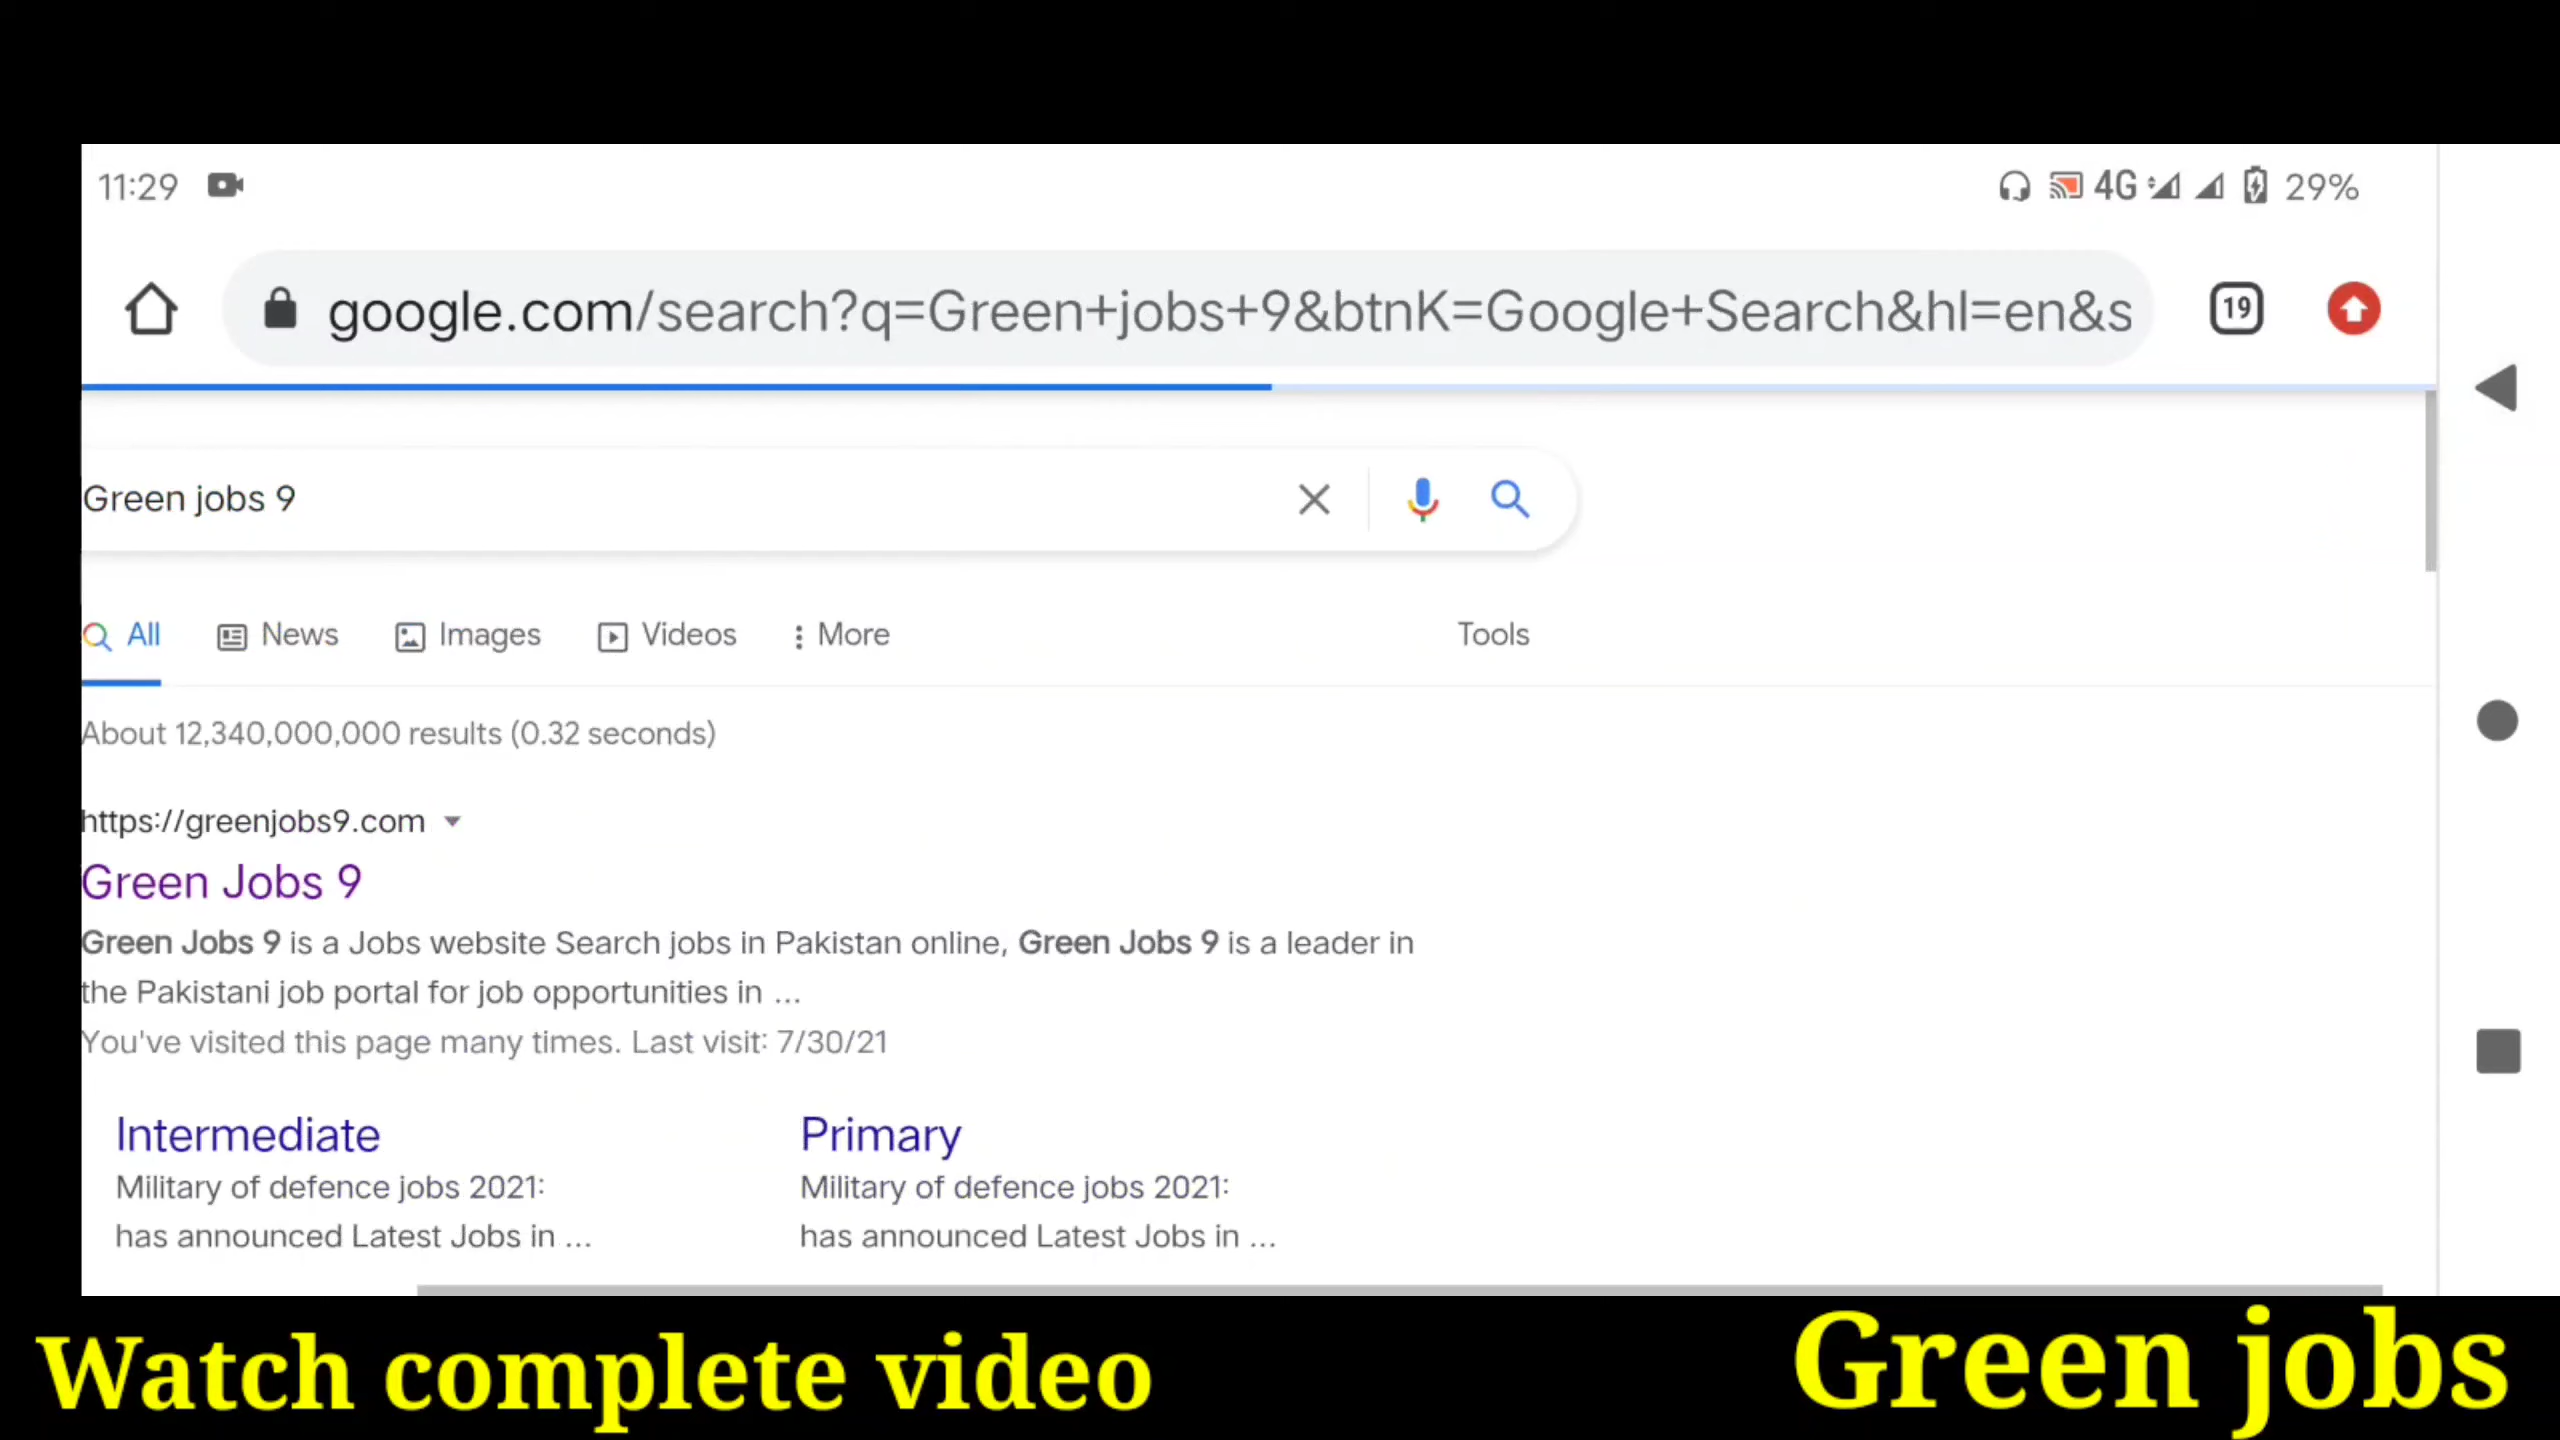 11:29 4G 29%
google.com/search?q=Green+jobs+9&btnK=Google+Search&hl=en&s 19
Green jobs 9
All News Images Videos More Tools
About 12,340,000,000 results (0.32 seconds)
https://greenjobs9.com
Green Jobs 9
Green Jobs 9 is a Jobs website Search jobs in Pakistan online, Green Jobs 9 is a leader in
the Pakistani job portal for job opportunities in ...
You've visited this page many times. Last visit: 7/30/21
Intermediate
Military of defence jobs 2021:
has announced Latest Jobs in ...
Primary
Military of defence jobs 2021:
has announced Latest Jobs in ...
Watch complete video
Green jobs